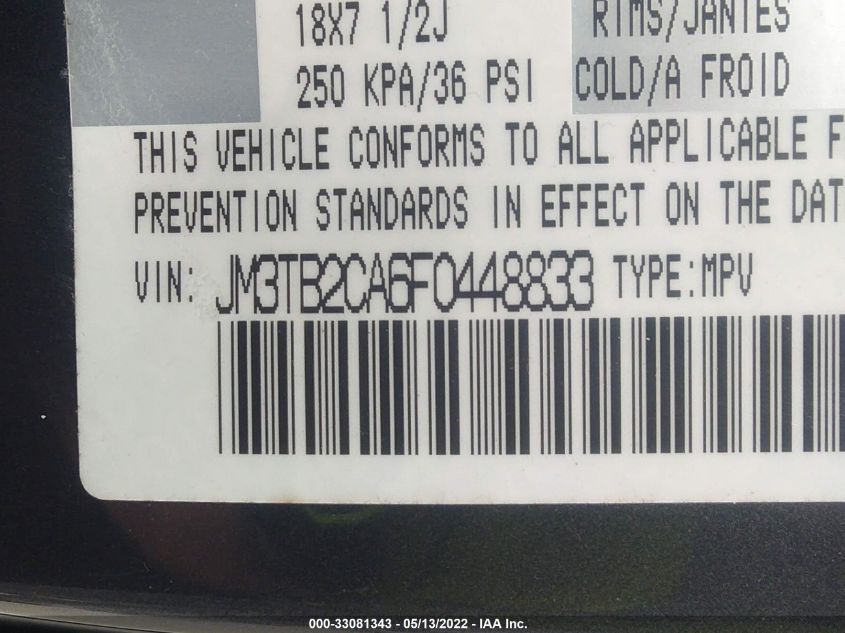 18X7 1/2J RIMS/JANTES
250 KPA/36 PSI COLD/A FROID
THIS VEHICLE CONFORMS TO ALL APPLICABLE F
PREVENTION STANDARDS IN EFFECT ON THE DAT
VIN: JM3TB2CA6F0448833 TYPE:MPV
000-33081343 - 05/13/2022 - IAA Inc.